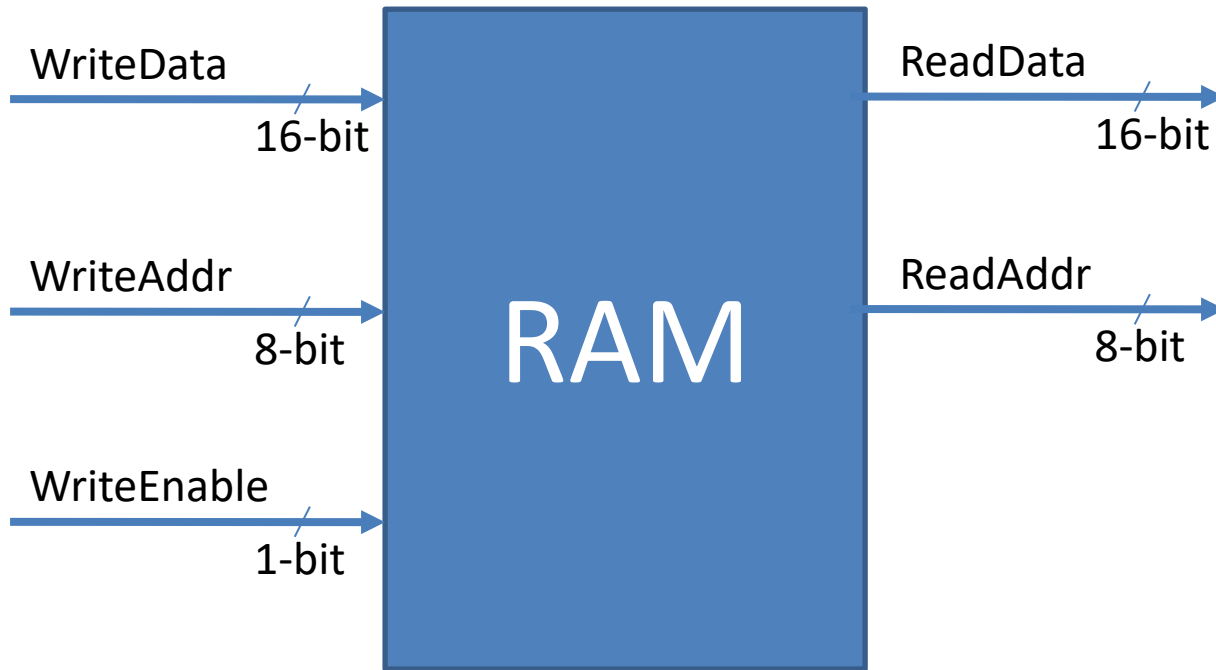 WriteData
16-bit
WriteAddr
8-bit
WriteEnable
1-bit
RAM
ReadData
16-bit
ReadAddr
8-bit